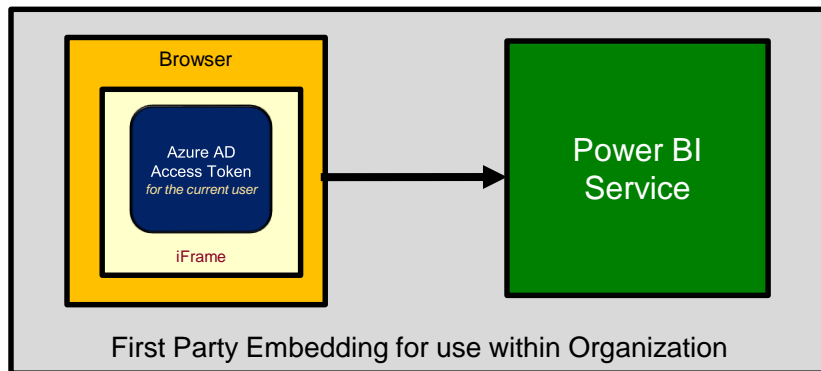 Browser
Azure AD
Access Token
for the current user
iFrame
Power BI
Service
First Party Embedding for use within Organization